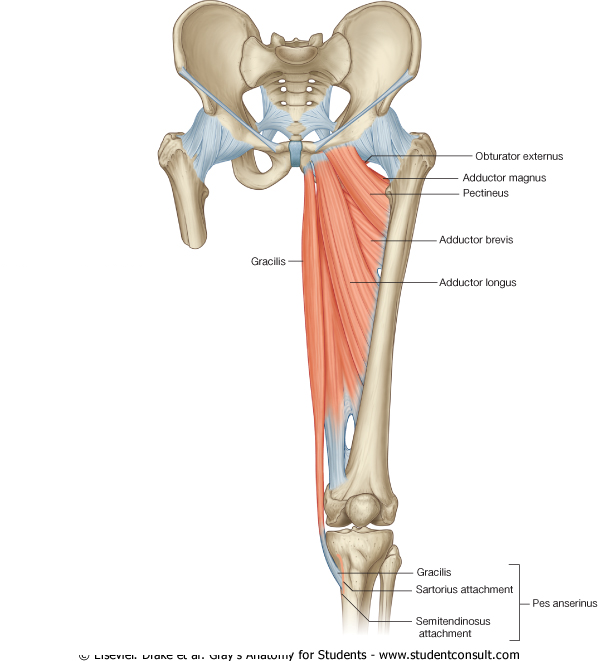 Obturator externus
Adductor magnus
Pectineus
Adductor brevis
Gracilis
Adductor longus
Gracilis
Sartorius attachment
Pes anserinus
Semitendinosus
attachment
© Elsevier. Drake et al: Gray's Anatomy for Students - www.studentconsult.com